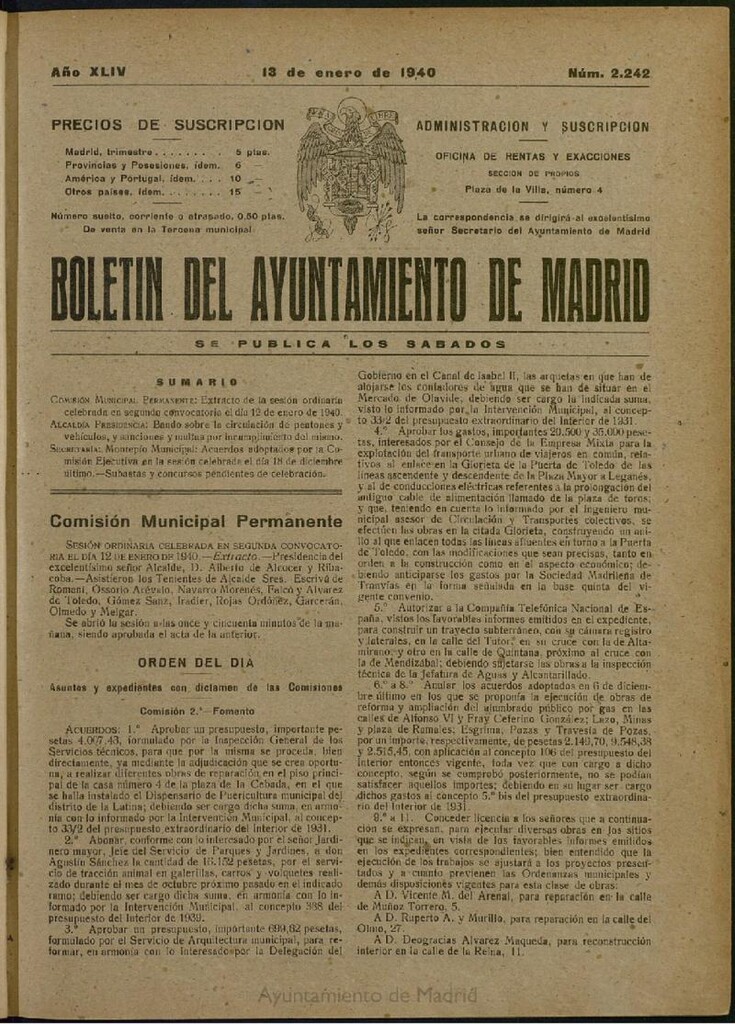 Año XLIV
13 de enero de 1940
Núm. 2.242
PRECIOS DE SUSCRIPCION
Madrid, trimestre........ 5 ptas.
Provincias y Posesiones, ídem. 6 —
América y Portugal, ídem.... 10 —
Otros países, ídem....... 15 —
Número suelto, corriente o atrasado, 0,50 ptas.
De venta en la Tercena municipal
ADMINISTRACION Y SUSCRIPCION
OFICINA DE RENTAS Y EXACCIONES
SECCION DE PROPIOS
Plaza de la Villa, número 4
La correspondencia se dirigirá al excelentísimo
señor Secretario del Ayuntamiento de Madrid
BOLETIN DEL AYUNTAMIENTO DE MADRID
SE PUBLICA LOS SABADOS
SUMARIO
COMISIÓN MUNICIPAL PERMANENTE: Extracto de la sesión ordinaria
celebrada en segunda convocatoria el día 12 de enero de 1940.
ALCALDÍA PRESIDENCIA: Bando sobre la circulación de peatones y
vehículos, y sanciones y multas por incumplimiento del mismo.
SECRETARÍA: Montepío Municipal: Acuerdos adoptados por la Co-
misión Ejecutiva en la sesión celebrada el día 18 de diciembre
último.—Subastas y concursos pendientes de celebración.
Comisión Municipal Permanente
SESIÓN ORDINARIA CELEBRADA EN SEGUNDA CONVOCATO-
RIA EL DÍA 12 DE ENERO DE 1940.—Extracto.—Presidencia del
excelentísimo señor Alcalde, D. Alberto de Alcocer y Riba-
coba.—Asistieron los Tenientes de Alcalde Sres. Escrivá de
Romaní, Ossorio Arévalo, Navarro Morenés, Falcó y Alvarez
de Toledo, Gómez Sanz, Iradier, Rojas Ordóñez, Garcerán,
Olmedo y Melgar.
Se abrió la sesión a las once y cincuenta minutos de la ma-
ñana, siendo aprobada el acta de la anterior.
ORDEN DEL DIA
Asuntos y expedientes con dictamen de las Comisiones
Comisión 2.ª—Fomento
ACUERDOS: 1.º Aprobar un presupuesto, importante pe-
setas 4.007,43, formulado por la Inspección General de los
Servicios técnicos, para que por la misma se proceda, bien
directamente, ya mediante la adjudicación que se crea oportu-
na, a realizar diferentes obras de reparación en el piso princi-
pal de la casa número 4 de la plaza de la Cebada, en el que
se halla instalado el Dispensario de Puericultura municipal del
distrito de la Latina; debiendo ser cargo dicha suma, en armo-
nía con lo informado por la Intervención Municipal, al concep-
to 33/2 del presupuesto extraordinario del Interior de 1931.
2.º Abonar, conforme con lo interesado por el señor Jardi-
nero mayor, Jefe del Servicio de Parques y Jardines, a don
Agustín Sánchez la cantidad de 16.152 pesetas, por el servi-
cio de tracción animal en galerillas, carros y volquetes reali-
zado durante el mes de octubre próximo pasado en el indicado
ramo; debiendo ser cargo dicha suma, en armonía con lo in-
formado por la Intervención Municipal, al concepto 388 del
presupuesto del Interior de 1939.
3.º Aprobar un presupuesto, importante 699,62 pesetas,
formulado por el Servicio de Arquitectura municipal, para re-
formar, en armonía con lo interesado por la Delegación del
Gobierno en el Canal de Isabel II, las arquetas en que han de
alojarse los contadores de agua que se han de situar en el
Mercado de Olavide, debiendo ser cargo la indicada suma,
visto lo informado por la Intervención Municipal, al concep-
to 33/2 del presupuesto extraordinario del Interior de 1931.
4.º Aprobar los gastos, importantes 20.500 y 35.000 pese-
tas, interesados por el Consejo de la Empresa Mixta para la
explotación del transporte urbano de viajeros en común, rela-
tivos al enlace en la Glorieta de la Puerta de Toledo de las
líneas ascendente y descendente de la Plaza Mayor a Leganés,
y al de conducciones eléctricas referentes a la prolongación del
antiguo cable de alimentación llamado de la plaza de toros;
y que, teniendo en cuenta lo informado por el ingeniero mu-
nicipal asesor de Circulación y Transportes colectivos, se
efectúen las obras en la citada Glorieta, construyendo un ani-
llo al que enlacen todas las líneas afluentes en torno a la Puerta
de Toledo, con las modificaciones que sean precisas, tanto en
orden a la construcción como en el aspecto económico; de-
biendo anticiparse los gastos por la Sociedad Madrileña de
Tranvías en la forma señalada en la base quinta del vi-
gente convenio.
5.º Autorizar a la Compañía Telefónica Nacional de Es-
paña, vistos los favorables informes emitidos en el expediente,
para construir un trayecto subterráneo, con su cámara registro
y laterales, en la calle del Tutor, en su cruce con la de Alta-
mirano; y otro en la calle de Quintana, próximo al cruce con
la de Mendizábal; debiendo sujetarse las obras a la inspección
técnica de la Jefatura de Aguas y Alcantarillado.
6.º a 8.º Anular los acuerdos adoptados en 6 de diciem-
bre último en los que se proponía la ejecución de obras de
reforma y ampliación del alumbrado público por gas en las
calles de Alfonso VI y Fray Ceferino González; Luzo, Minas
y plaza de Ramales; Esgrima, Pozas y Travesía de Pozas,
por un importe, respectivamente, de pesetas 2.149,70, 9.548,38
y 2.515,45, con aplicación al concepto 106 del presupuesto del
Interior entonces vigente, toda vez que con cargo a dicho
concepto, según se comprobó posteriormente, no se podían
satisfacer aquellos importes; debiendo en su lugar ser cargo
dichos gastos al concepto 5.º bis del presupuesto extraordina-
rio del Interior de 1931.
9.º a 11. Conceder licencia a los señores que a continua-
ción se expresan, para ejecutar diversas obras en los sitios
que se indican, en vista de los favorables informes emitidos
en los expedientes correspondientes; bien entendido que la
ejecución de los trabajos se ajustará a los proyectos presen-
tados y a cuanto previenen las Ordenanzas municipales y
demás disposiciones vigentes para esta clase de obras:
A D. Vicente M. del Arenal, para reparación en la calle
de Muñoz Torrero, 5.
A D. Ruperto A. y Murillo, para reparación en la calle del
Olmo, 27.
A D. Deogracias Alvarez Maqueda, para reconstrucción
interior en la calle de la Reina, 11.
Ayuntamiento de Madrid